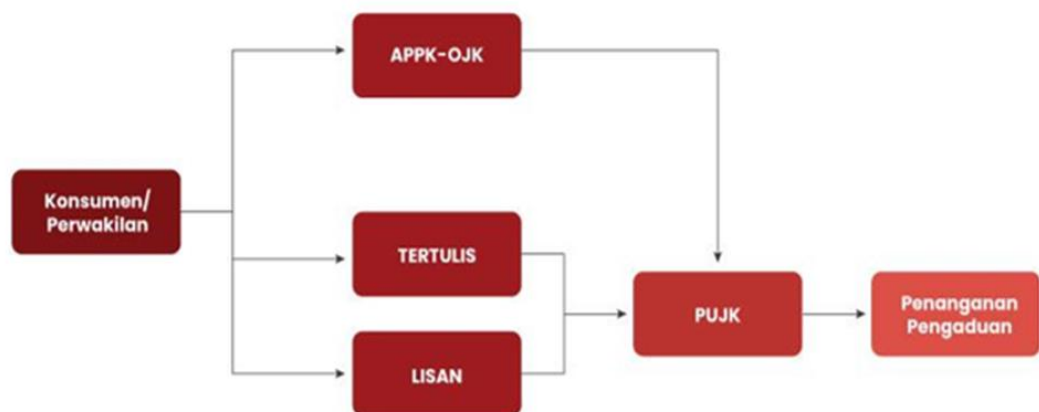 APPK-OJK
Konsumen/
Perwakilan
TERTULIS
LISAN
PUJK
Penanganan
Pengaduan